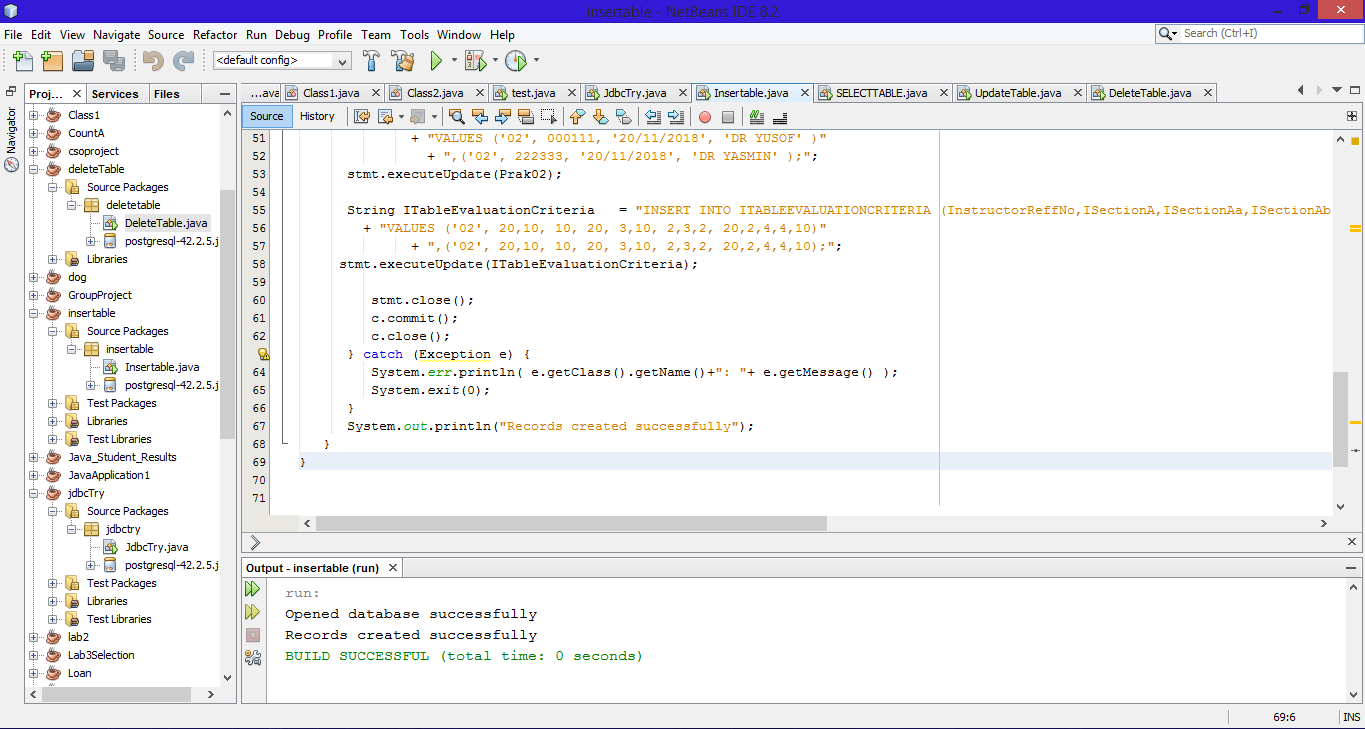 insertable - NetBeans IDE 8.2
File Edit View Navigate Source Refactor Run Debug Profile Team Tools Window Help
Search (Ctrl+I)
<default config>
Proj... Services Files
Navigator
Class1
CountA
csoproject
deleteTable
Source Packages
deletetable
DeleteTable.java
postgresql-42.2.5.j
Libraries
dog
GroupProject
insertable
Source Packages
insertable
Insertable.java
postgresql-42.2.5.j
Test Packages
Libraries
Test Libraries
Java_Student_Results
JavaApplication1
jdbcTry
Source Packages
jdbctry
JdbcTry.java
postgresql-42.2.5.j
Test Packages
Libraries
Test Libraries
lab2
Lab3Selection
Loan
...ava Class1.java Class2.java test.java JdbcTry.java Insertable.java SELECTTABLE.java UpdateTable.java DeleteTable.java
Source History
51 + "VALUES ('02', 000111, '20/11/2018', 'DR YUSOF' )"
52 + ",('02', 222333, '20/11/2018', 'DR YASMIN' );";
53 stmt.executeUpdate(Prak02);
54
55 String ITableEvaluationCriteria = "INSERT INTO ITABLEEVALUATIONCRITERIA (InstructorReffNo,ISectionA,ISectionAa,ISectionAb
56 + "VALUES ('02', 20,10, 10, 20, 3,10, 2,3,2, 20,2,4,4,10)"
57 + ",('02', 20,10, 10, 20, 3,10, 2,3,2, 20,2,4,4,10);";
58 stmt.executeUpdate(ITableEvaluationCriteria);
59
60 stmt.close();
61 c.commit();
62 c.close();
} catch (Exception e) {
64 System.err.println( e.getClass().getName()+": "+ e.getMessage() );
65 System.exit(0);
66 }
67 System.out.println("Records created successfully");
68 }
69 }
70
71
Output - insertable (run)
run:
Opened database successfully
Records created successfully
BUILD SUCCESSFUL (total time: 0 seconds)
69:6 INS